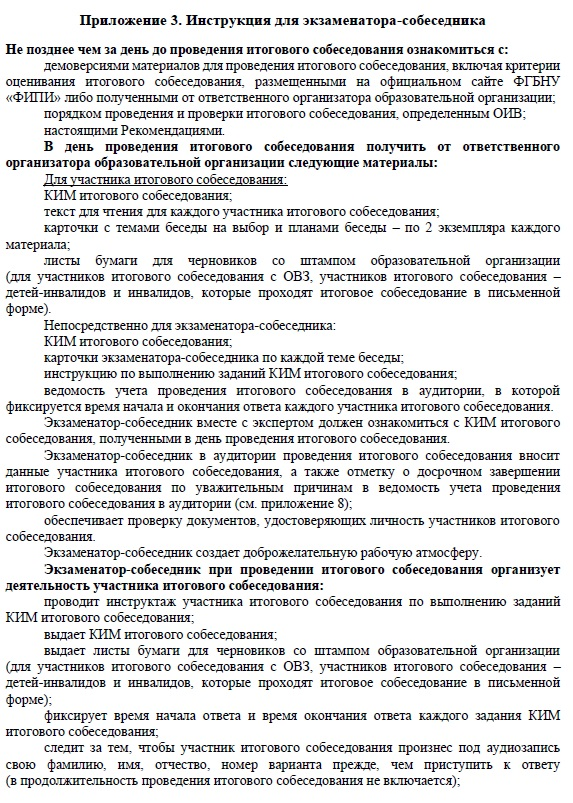 Приложение 3. Инструкция для экзаменатора-собеседника
Не позднее чем за день до проведения итогового собеседования ознакомиться с:
демоверсиями материалов для проведения итогового собеседования, включая критерии
оценивания итогового собеседования, размещенными на официальном сайте ФГБНУ
«ФИПИ» либо полученными от ответственного организатора образовательной организации;
порядком проведения и проверки итогового собеседования, определенным ОИВ;
настоящими Рекомендациями.
В день проведения итогового собеседования получить от ответственного
организатора образовательной организации следующие материалы:
Для участника итогового собеседования:
КИМ итогового собеседования;
текст для чтения для каждого участника итогового собеседования;
карточки с темами беседы на выбор и планами беседы – по 2 экземпляра каждого
материала;
листы бумаги для черновиков со штампом образовательной организации
(для участников итогового собеседования с ОВЗ, участников итогового собеседования –
детей-инвалидов и инвалидов, которые проходят итоговое собеседование в письменной
форме).
Непосредственно для экзаменатора-собеседника:
КИМ итогового собеседования;
карточки экзаменатора-собеседника по каждой теме беседы;
инструкцию по выполнению заданий КИМ итогового собеседования;
ведомость учета проведения итогового собеседования в аудитории, в которой
фиксируется время начала и окончания ответа каждого участника итогового собеседования.
Экзаменатор-собеседник вместе с экспертом должен ознакомиться с КИМ итогового
собеседования, полученными в день проведения итогового собеседования.
Экзаменатор-собеседник в аудитории проведения итогового собеседования вносит
данные участника итогового собеседования, а также отметку о досрочном завершении
итогового собеседования по уважительным причинам в ведомость учета проведения
итогового собеседования в аудитории (см. приложение 8);
обеспечивает проверку документов, удостоверяющих личность участников итогового
собеседования.
Экзаменатор-собеседник создает доброжелательную рабочую атмосферу.
Экзаменатор-собеседник при проведении итогового собеседования организует
деятельность участника итогового собеседования:
проводит инструктаж участника итогового собеседования по выполнению заданий
КИМ итогового собеседования;
выдает КИМ итогового собеседования;
выдает листы бумаги для черновиков со штампом образовательной организации
(для участников итогового собеседования с ОВЗ, участников итогового собеседования –
детей-инвалидов и инвалидов, которые проходят итоговое собеседование в письменной
форме);
фиксирует время начала ответа и время окончания ответа каждого задания КИМ
итогового собеседования;
следит за тем, чтобы участник итогового собеседования произнес под аудиозапись
свою фамилию, имя, отчество, номер варианта прежде, чем приступить к ответу
(в продолжительность проведения итогового собеседования не включается);